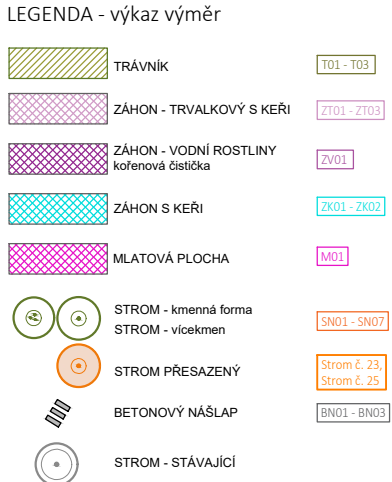 LEGENDA - výkaz výměr
TRÁVNÍK T01 - T03
ZÁHON - TRVALKOVÝ S KEŘI ZT01 - ZT03
ZÁHON - VODNÍ ROSTLINY ZV01
kořenová čistička
ZÁHON S KEŘI ZK01 - ZK02
MLATOVÁ PLOCHA M01
STROM - kmenná forma
STROM - vícekmen SN01 - SN07
STROM PŘESAZENÝ Strom č. 23,
Strom č. 25
BETONOVÝ NÁŠLAP BN01 - BN03
STROM - STÁVAJÍCÍ